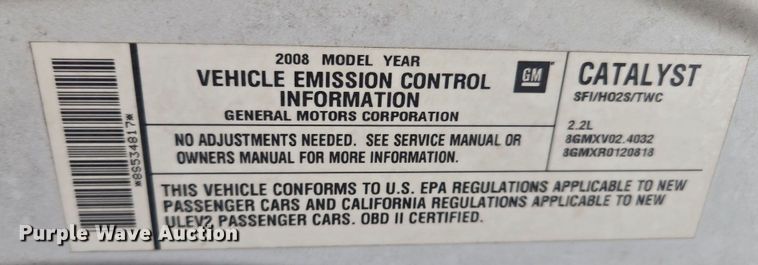 2008 MODEL YEAR
VEHICLE EMISSION CONTROL
INFORMATION
GENERAL MOTORS CORPORATION
GM
CATALYST
SFI/HO2S/TWC
2.2L
8GMXV02.4032
8GMXR0120818
*8S534817*
NO ADJUSTMENTS NEEDED. SEE SERVICE MANUAL OR
OWNERS MANUAL FOR MORE INFORMATION.
THIS VEHICLE CONFORMS TO U.S. EPA REGULATIONS APPLICABLE TO NEW
PASSENGER CARS AND CALIFORNIA REGULATIONS APPLICABLE TO NEW
ULEV2 PASSENGER CARS. OBD II CERTIFIED.
Purple Wave Auction